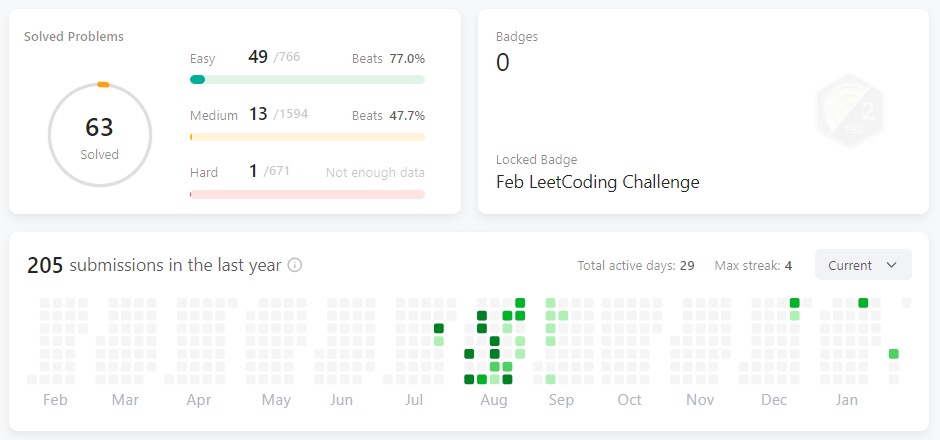 Solved Problems
63
Solved
Easy 49 /766 Beats 77.0%
Medium 13 /1594 Beats 47.7%
Hard 1 /671 Not enough data
Badges
0
2
FEB
Locked Badge
Feb LeetCoding Challenge
205 submissions in the last year
Total active days: 29 Max streak: 4 Current
Feb Mar Apr May Jun Jul Aug Sep Oct Nov Dec Jan